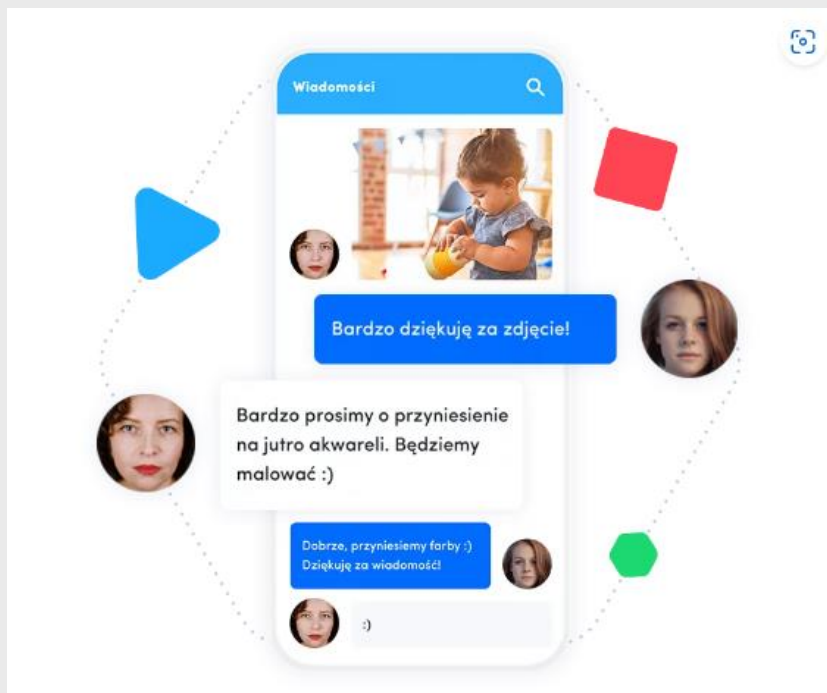 Wiadomości
Bardzo dziękuję za zdjęcie!
Bardzo prosimy o przyniesienie
na jutro akwareli. Będziemy
malować :)
Dobrze, przyniesiemy farby :)
Dziękuję za wiadomość!
:)